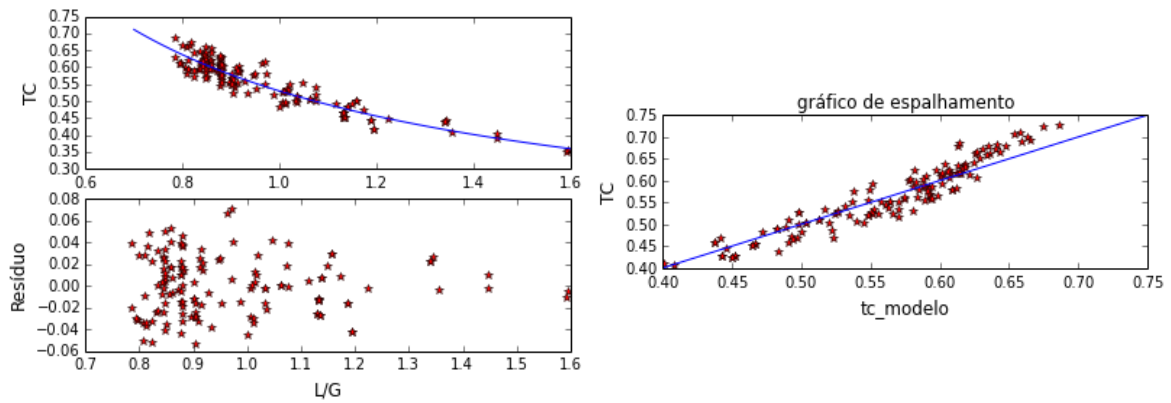 0.75
0.70
0.65
0.60
0.55
0.50
0.45
0.40
0.35
0.30
TC
0.6 0.8 1.0 1.2 1.4 1.6
0.08
0.06
0.04
0.02
0.00
−0.02
−0.04
−0.06
Resíduo
0.7 0.8 0.9 1.0 1.1 1.2 1.3 1.4 1.5 1.6
L/G
gráfico de espalhamento
0.75
0.70
0.65
0.60
0.55
0.50
0.45
0.40
TC
0.40 0.45 0.50 0.55 0.60 0.65 0.70 0.75
tc_modelo